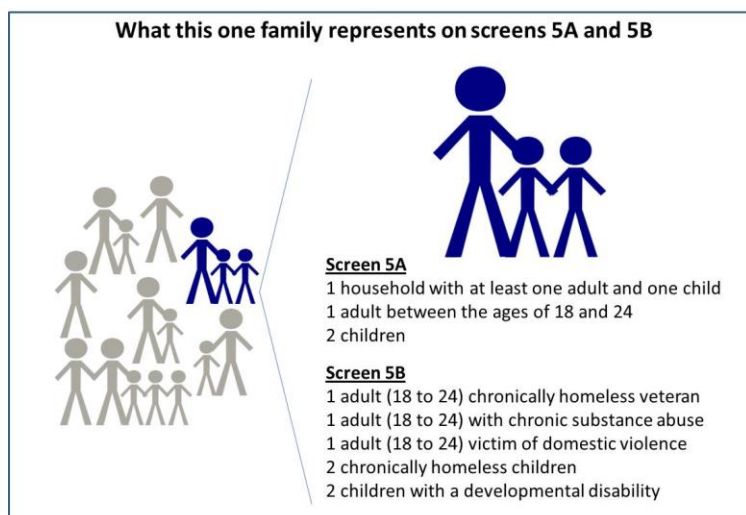 What this one family represents on screens 5A and 5B
Screen 5A
1 household with at least one adult and one child
1 adult between the ages of 18 and 24
2 children
Screen 5B
1 adult (18 to 24) chronically homeless veteran
1 adult (18 to 24) with chronic substance abuse
1 adult (18 to 24) victim of domestic violence
2 chronically homeless children
2 children with a developmental disability